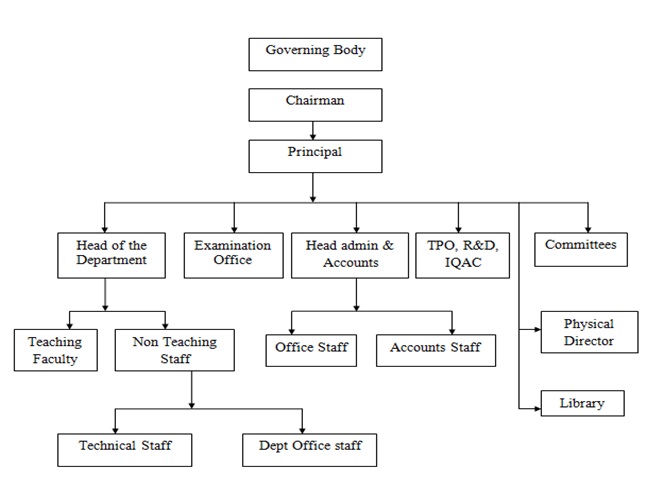 Governing Body
Chairman
Principal
Head of the
Department
Examination
Office
Head admin &
Accounts
TPO, R&D,
IQAC
Committees
Teaching
Faculty
Non Teaching
Staff
Office Staff
Accounts Staff
Physical
Director
Library
Technical Staff
Dept Office staff